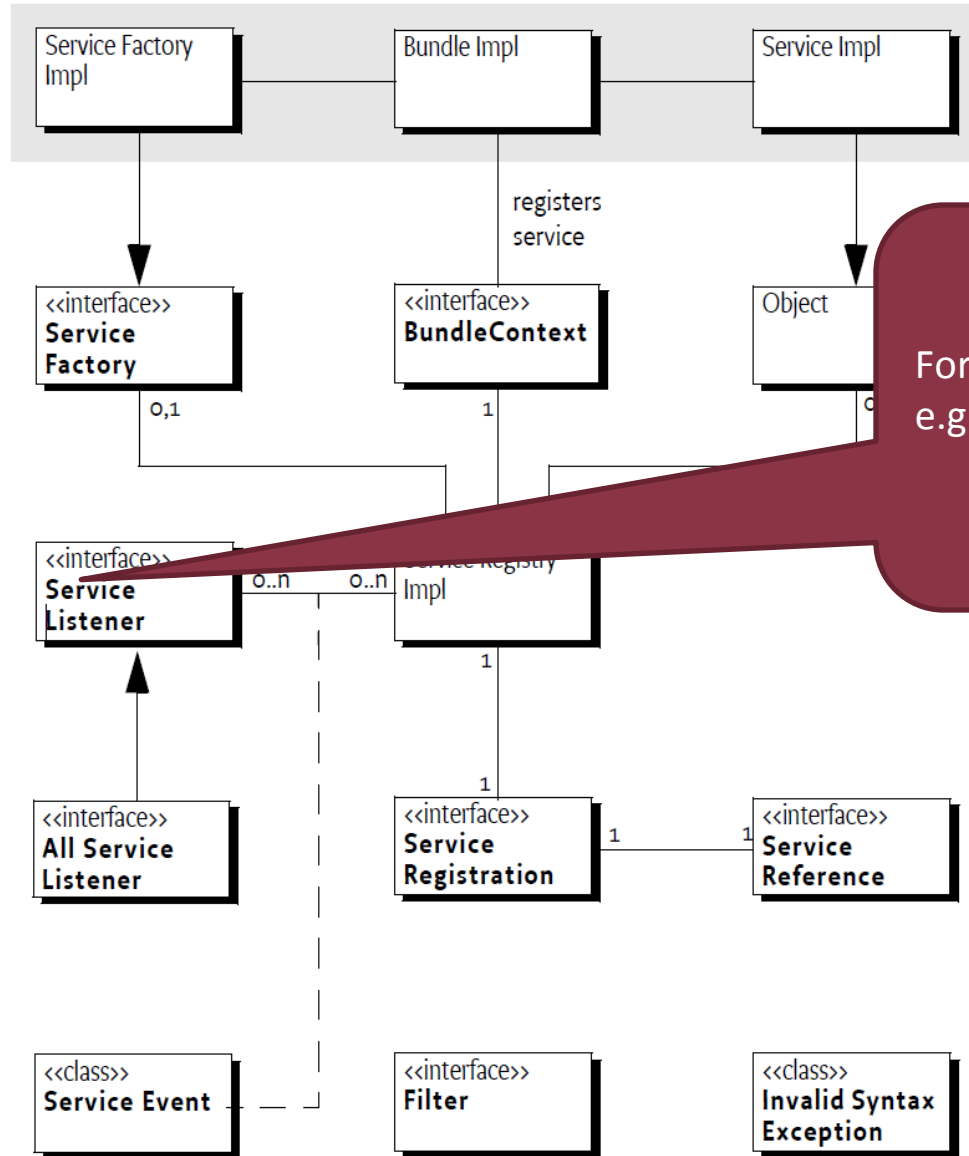 Service Factory
Impl
Bundle Impl
Service Impl
registers
service
<<interface>>
Service
Factory
<<interface>>
BundleContext
Object
0,1
1
For
e.g
<<interface>>
Service
Listener
0..n
0..n
Impl
1
1
<<interface>>
All Service
Listener
<<interface>>
Service
Registration
1
1
<<interface>>
Service
Reference
<<class>>
Service Event
<<interface>>
Filter
<<class>>
Invalid Syntax
Exception